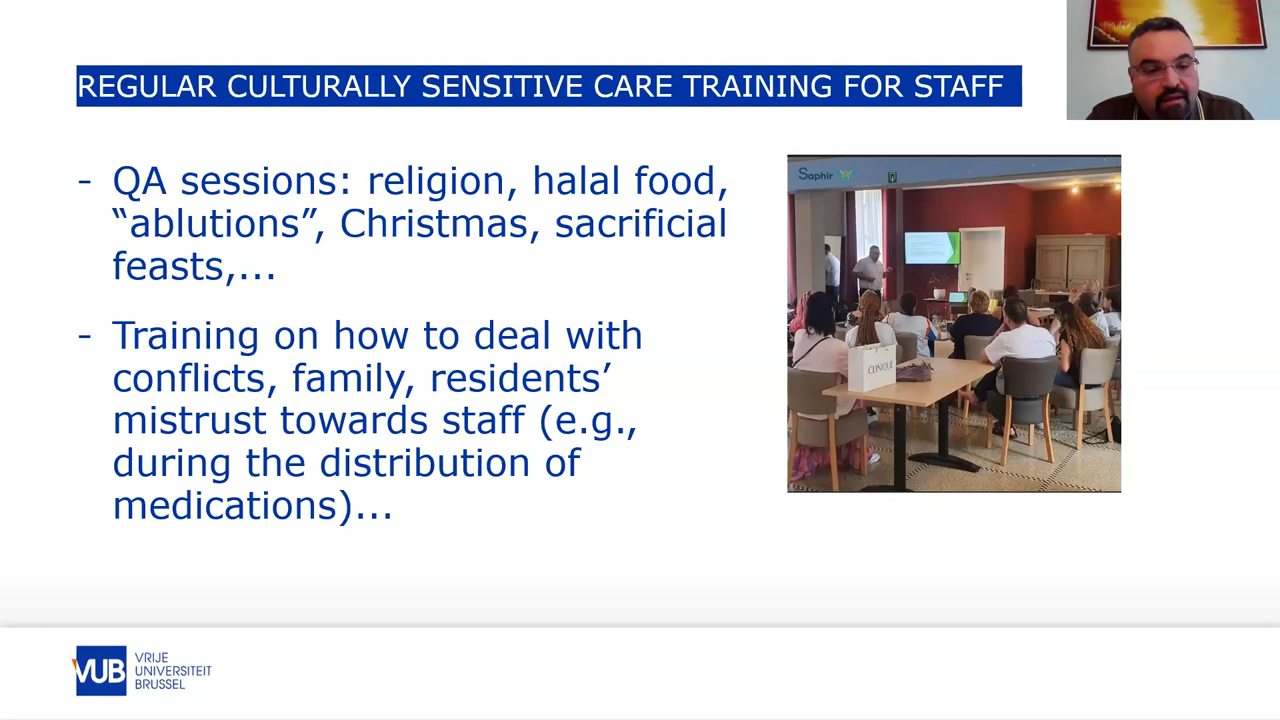 REGULAR CULTURALLY SENSITIVE CARE TRAINING FOR STAFF
- QA sessions: religion, halal food,
“ablutions”, Christmas, sacrificial
feasts,...
- Training on how to deal with
conflicts, family, residents’
mistrust towards staff (e.g.,
during the distribution of
medications)...
Saphir
CLINIQUE
VUB
VRIJE
UNIVERSITEIT
BRUSSEL